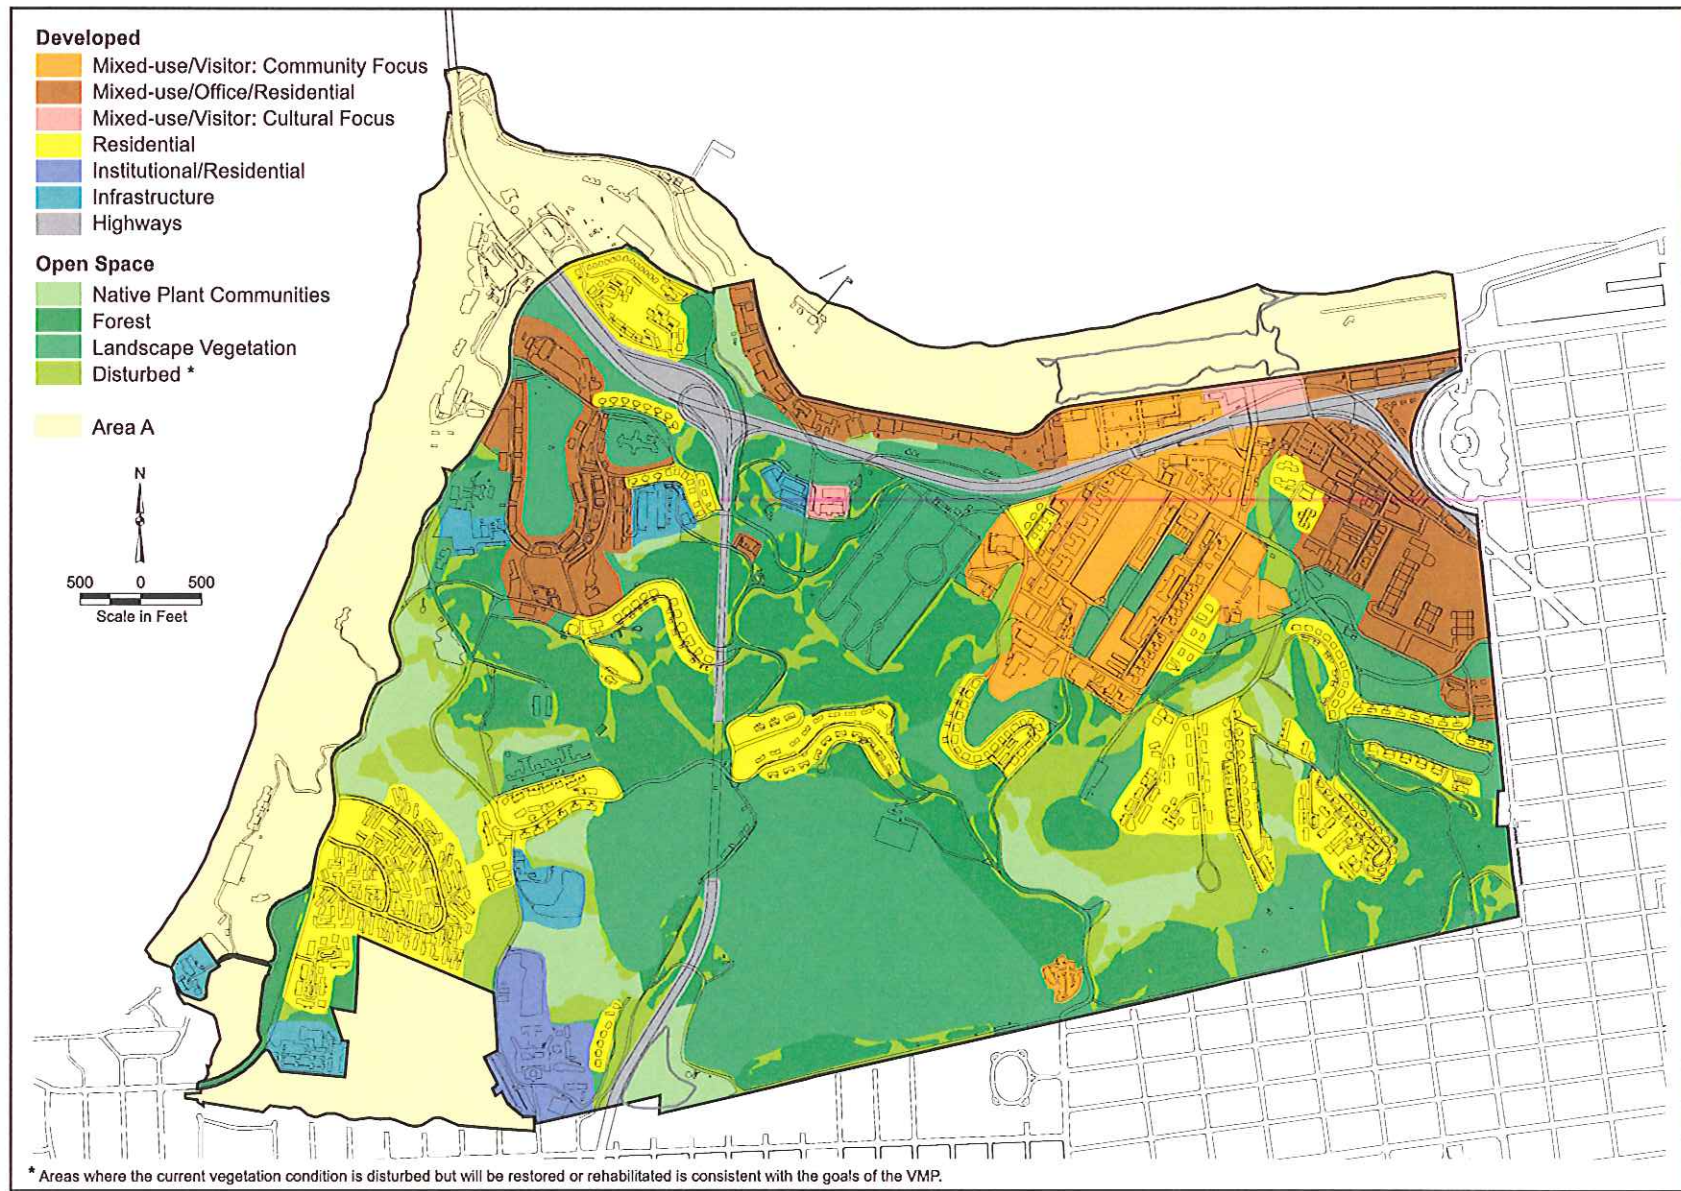 Developed
Mixed-use/Visitor: Community Focus
Mixed-use/Office/Residential
Mixed-use/Visitor: Cultural Focus
Residential
Institutional/Residential
Infrastructure
Highways
Open Space
Native Plant Communities
Forest
Landscape Vegetation
Disturbed *
Area A
N
500 0 500
Scale in Feet
* Areas where the current vegetation condition is disturbed but will be restored or rehabilitated is consistent with the goals of the VMP.